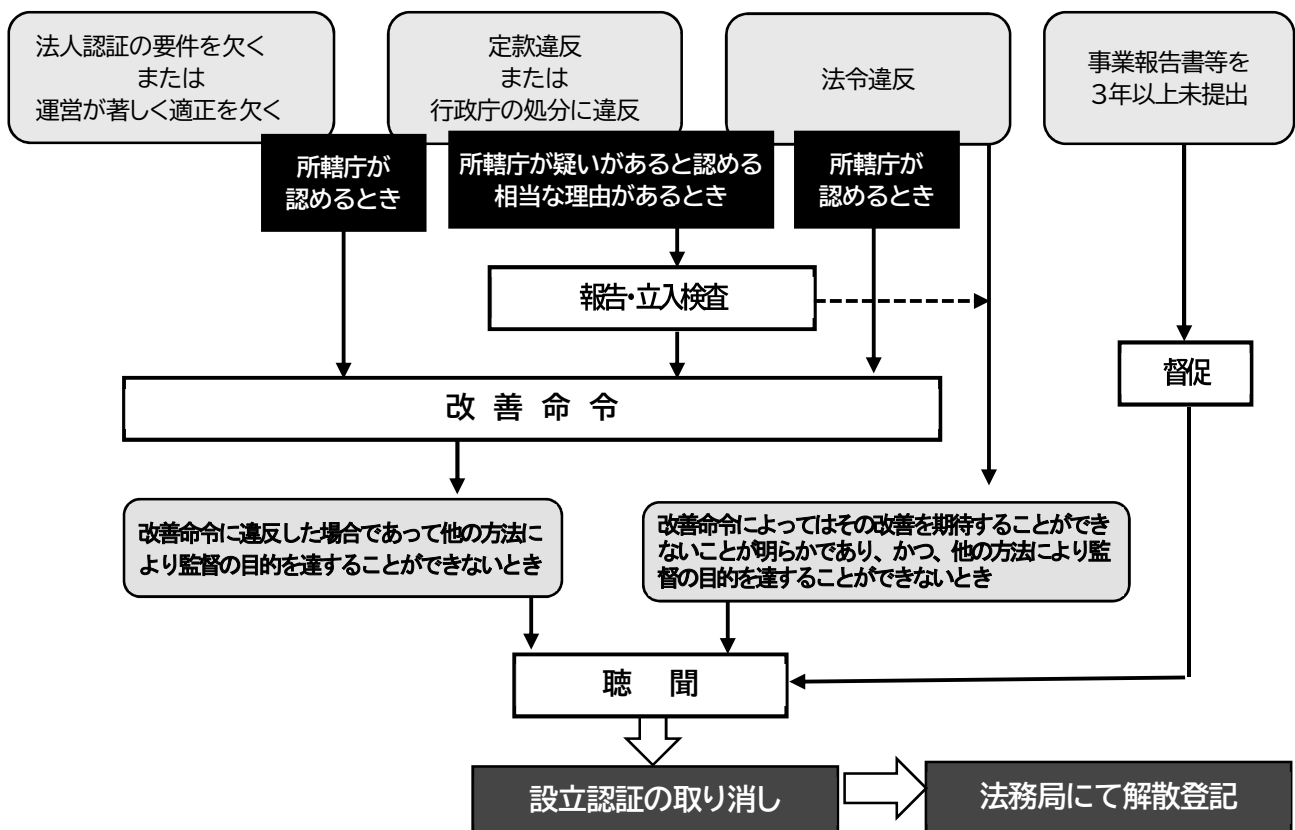 法人認証の要件を欠く
または
運営が著しく適正を欠く
定款違反
または
行政庁の処分に違反
法令違反
事業報告書等を
3年以上未提出
所轄庁が
認めるとき
所轄庁が疑いがあると認める
相当な理由があるとき
所轄庁が
認めるとき
報告・立入検査
督促
改善命令
改善命令に違反した場合であって他の方法に
より監督の目的を達することができないとき
改善命令によってはその改善を期待することができ
ないことが明らかであり、かつ、他の方法により監
督の目的を達することができないとき
聴　聞
設立認証の取り消し
法務局にて解散登記